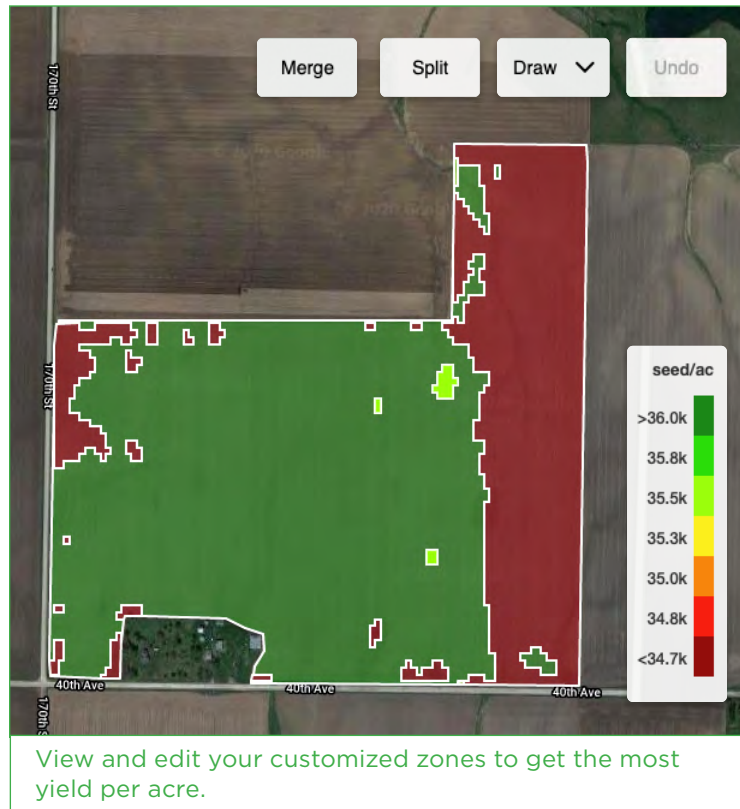 Merge
Split
Draw
Undo
170th St
© 2020 Google
170th St
seed/ac
>36.0k
35.8k
35.5k
35.3k
35.0k
34.8k
<34.7k
40th Ave
40th Ave
40th Ave
View and edit your customized zones to get the most
yield per acre.